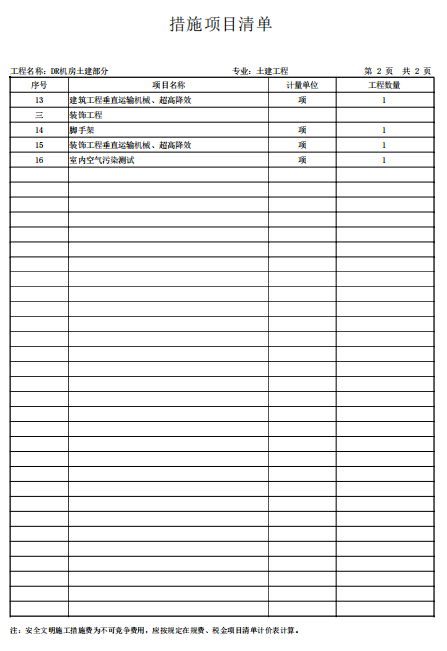 措施项目清单
工程名称: DR机房土建部分 专业: 土建工程 第 2 页 共 2 页
序号 项目名称 计量单位 工程数量
13 建筑工程垂直运输机械、超高降效 项 1
三 装饰工程
14 脚手架 项 1
15 装饰工程垂直运输机械、超高降效 项 1
16 室内空气污染测试 项 1
注: 安全文明施工措施费为不可竞争费用, 应按规定在规费、税金项目清单计价表计算。